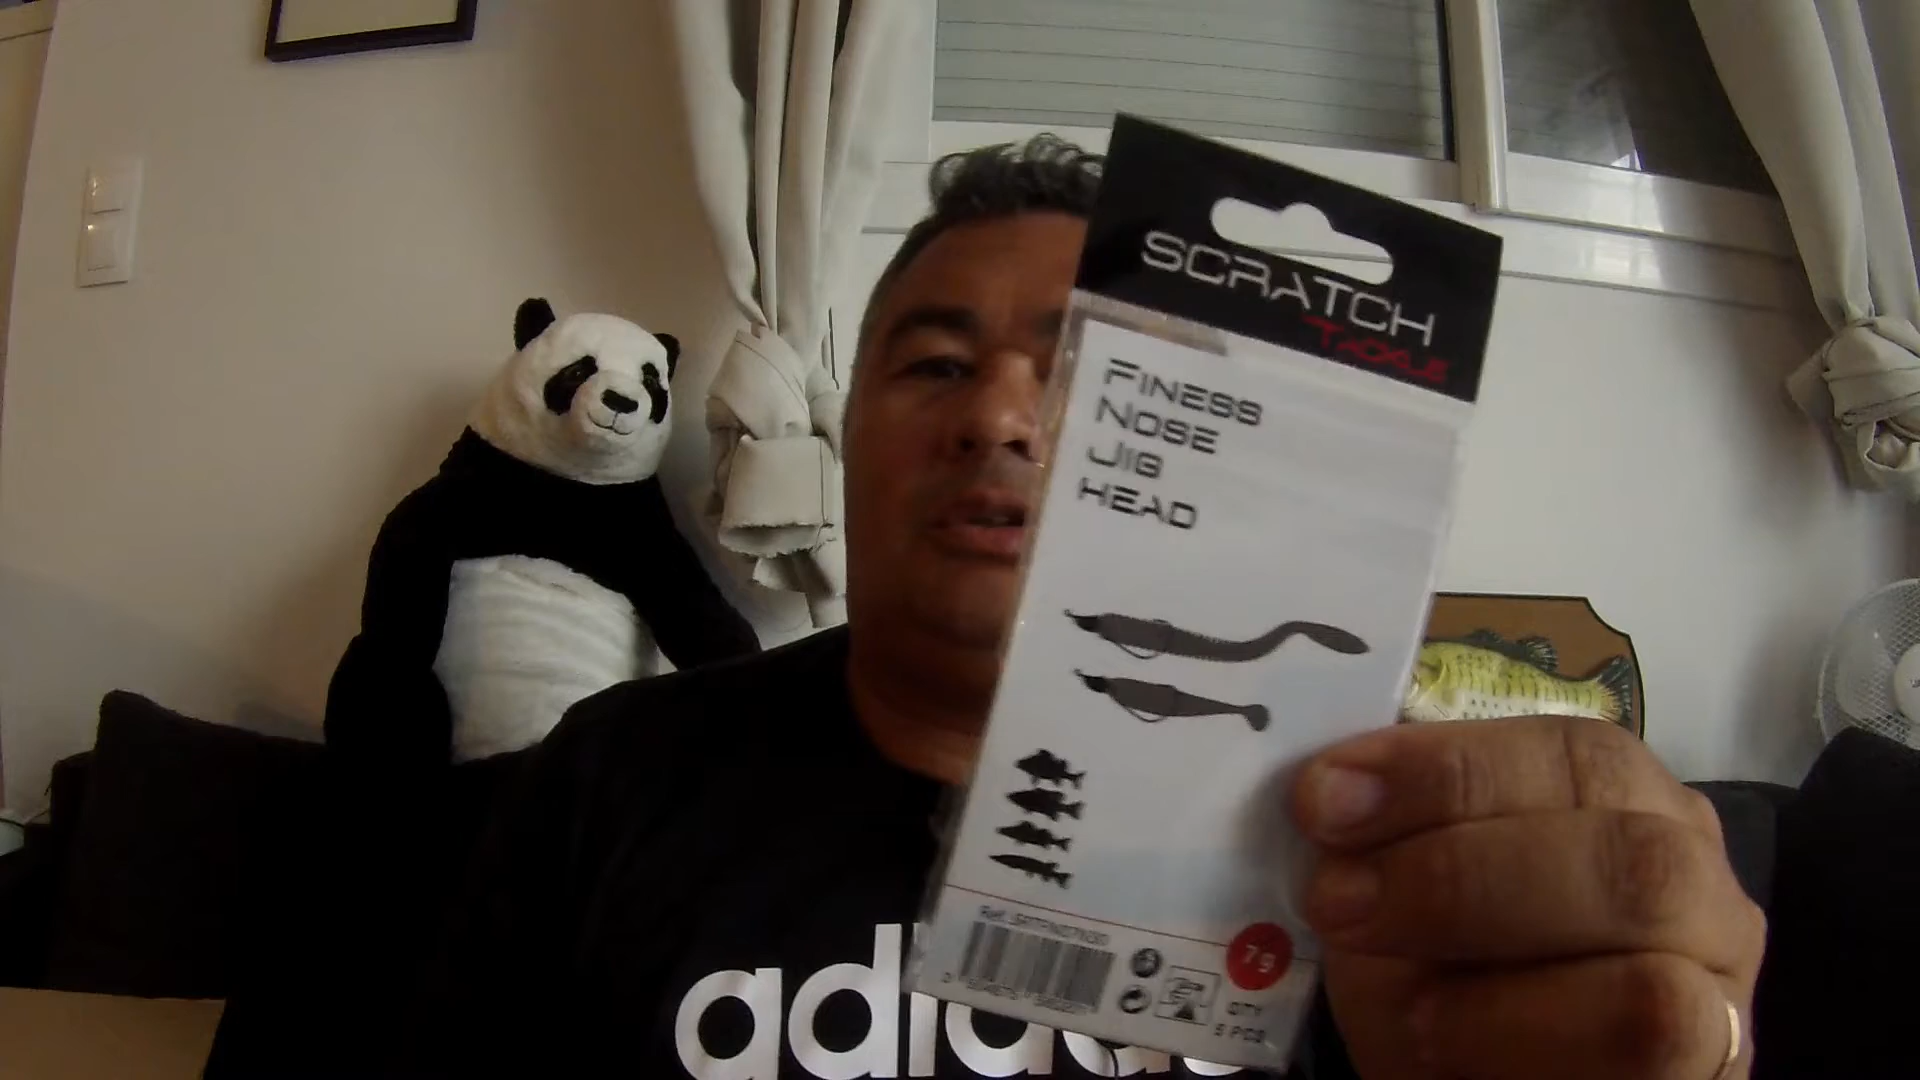 SCRATCH
TACKLE
FINESS
NOSE
JIG
HEAD
7g
QTY
5 PCS
adidas